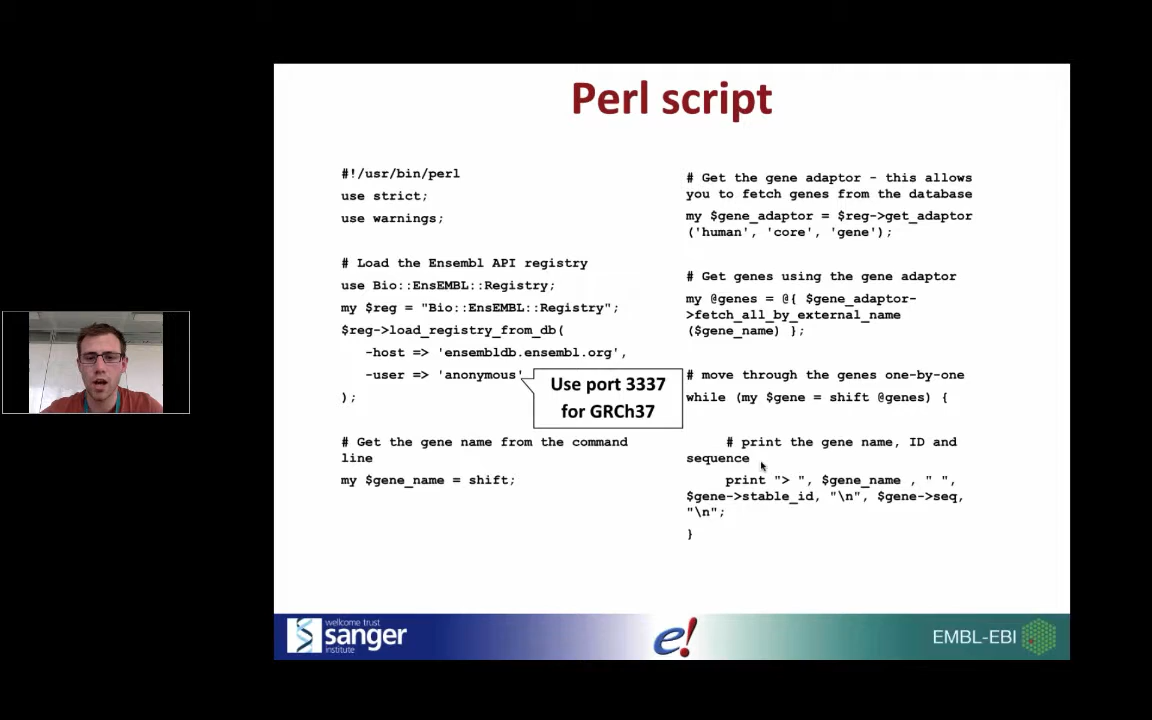 Perl script
#!/usr/bin/perl
use strict;
use warnings;
# Load the Ensembl API registry
use Bio::EnsEMBL::Registry;
my $reg = "Bio::EnsEMBL::Registry";
$reg->load_registry_from_db(
-host => 'ensembldb.ensembl.org',
-user => 'anonymous'
);
Use port 3337
for GRCh37
# Get the gene name from the command
line
my $gene_name = shift;
# Get the gene adaptor - this allows
you to fetch genes from the database
my $gene_adaptor = $reg->get_adaptor
('human', 'core', 'gene');
# Get genes using the gene adaptor
my @genes = @{ $gene_adaptor-
>fetch_all_by_external_name
($gene_name) };
# move through the genes one-by-one
while (my $gene = shift @genes) {
# print the gene name, ID and
sequence
print "> ", $gene_name , " ",
$gene->stable_id, "\n", $gene->seq,
"\n";
}
wellcome trust
sanger
institute
e!
EMBL-EBI